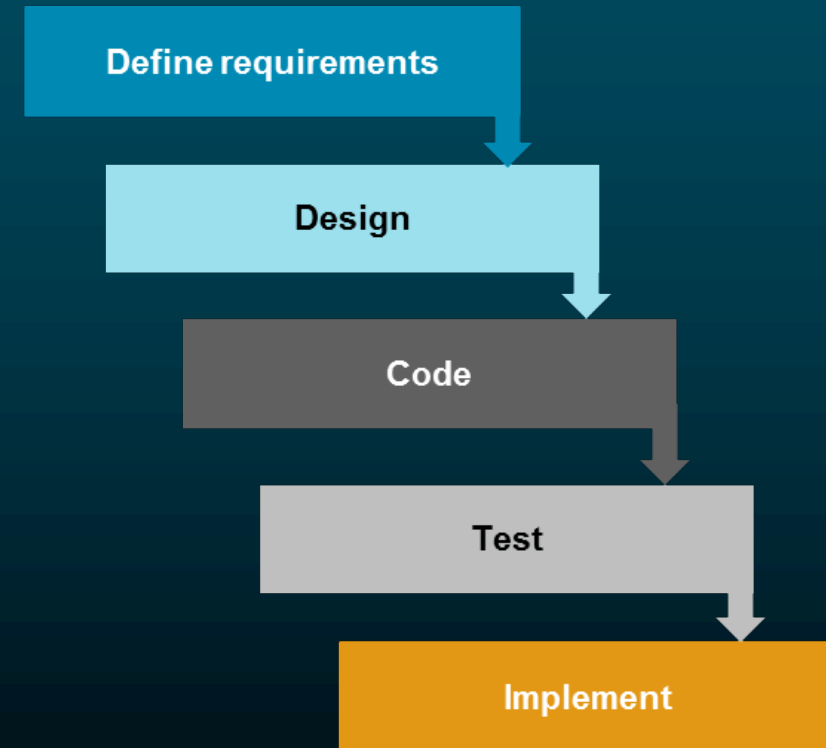 Define requirements
Design
Code
Test
Implement